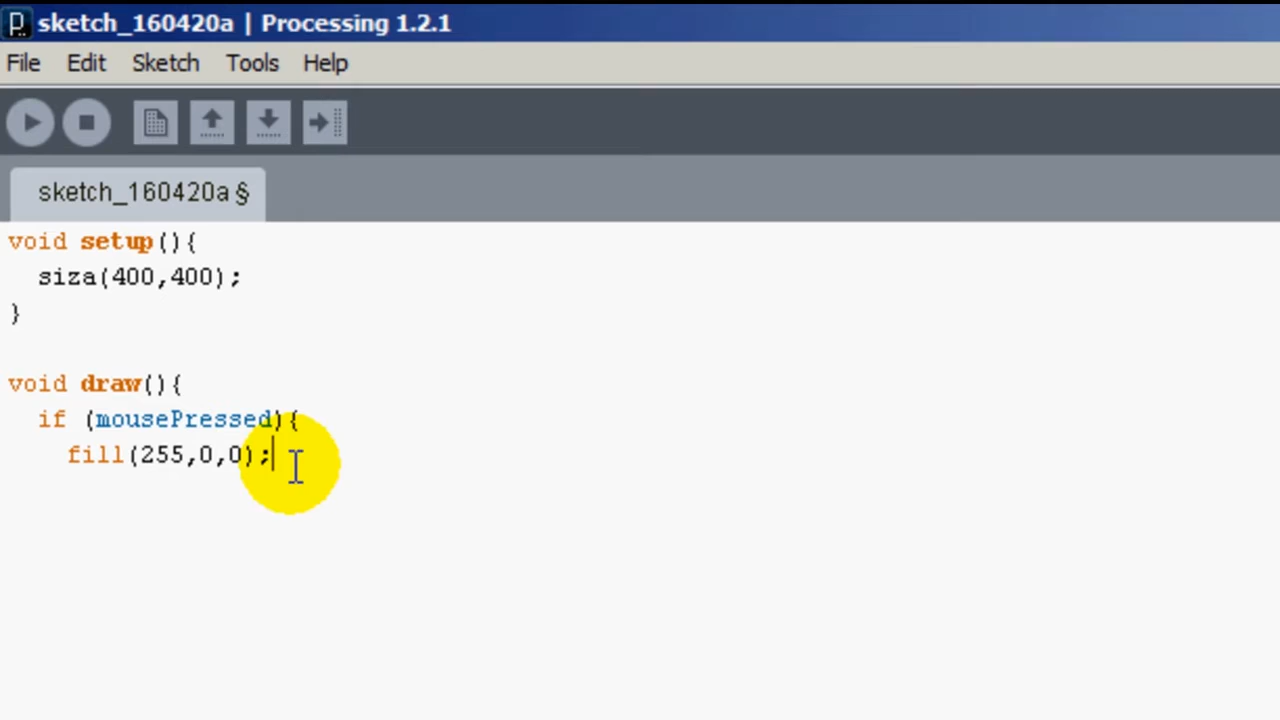 sketch_160420a | Processing 1.2.1
File Edit Sketch Tools Help
sketch_160420a §
void setup(){
  siza(400,400);
}
void draw(){
  if (mousePressed){
    fill(255,0,0);